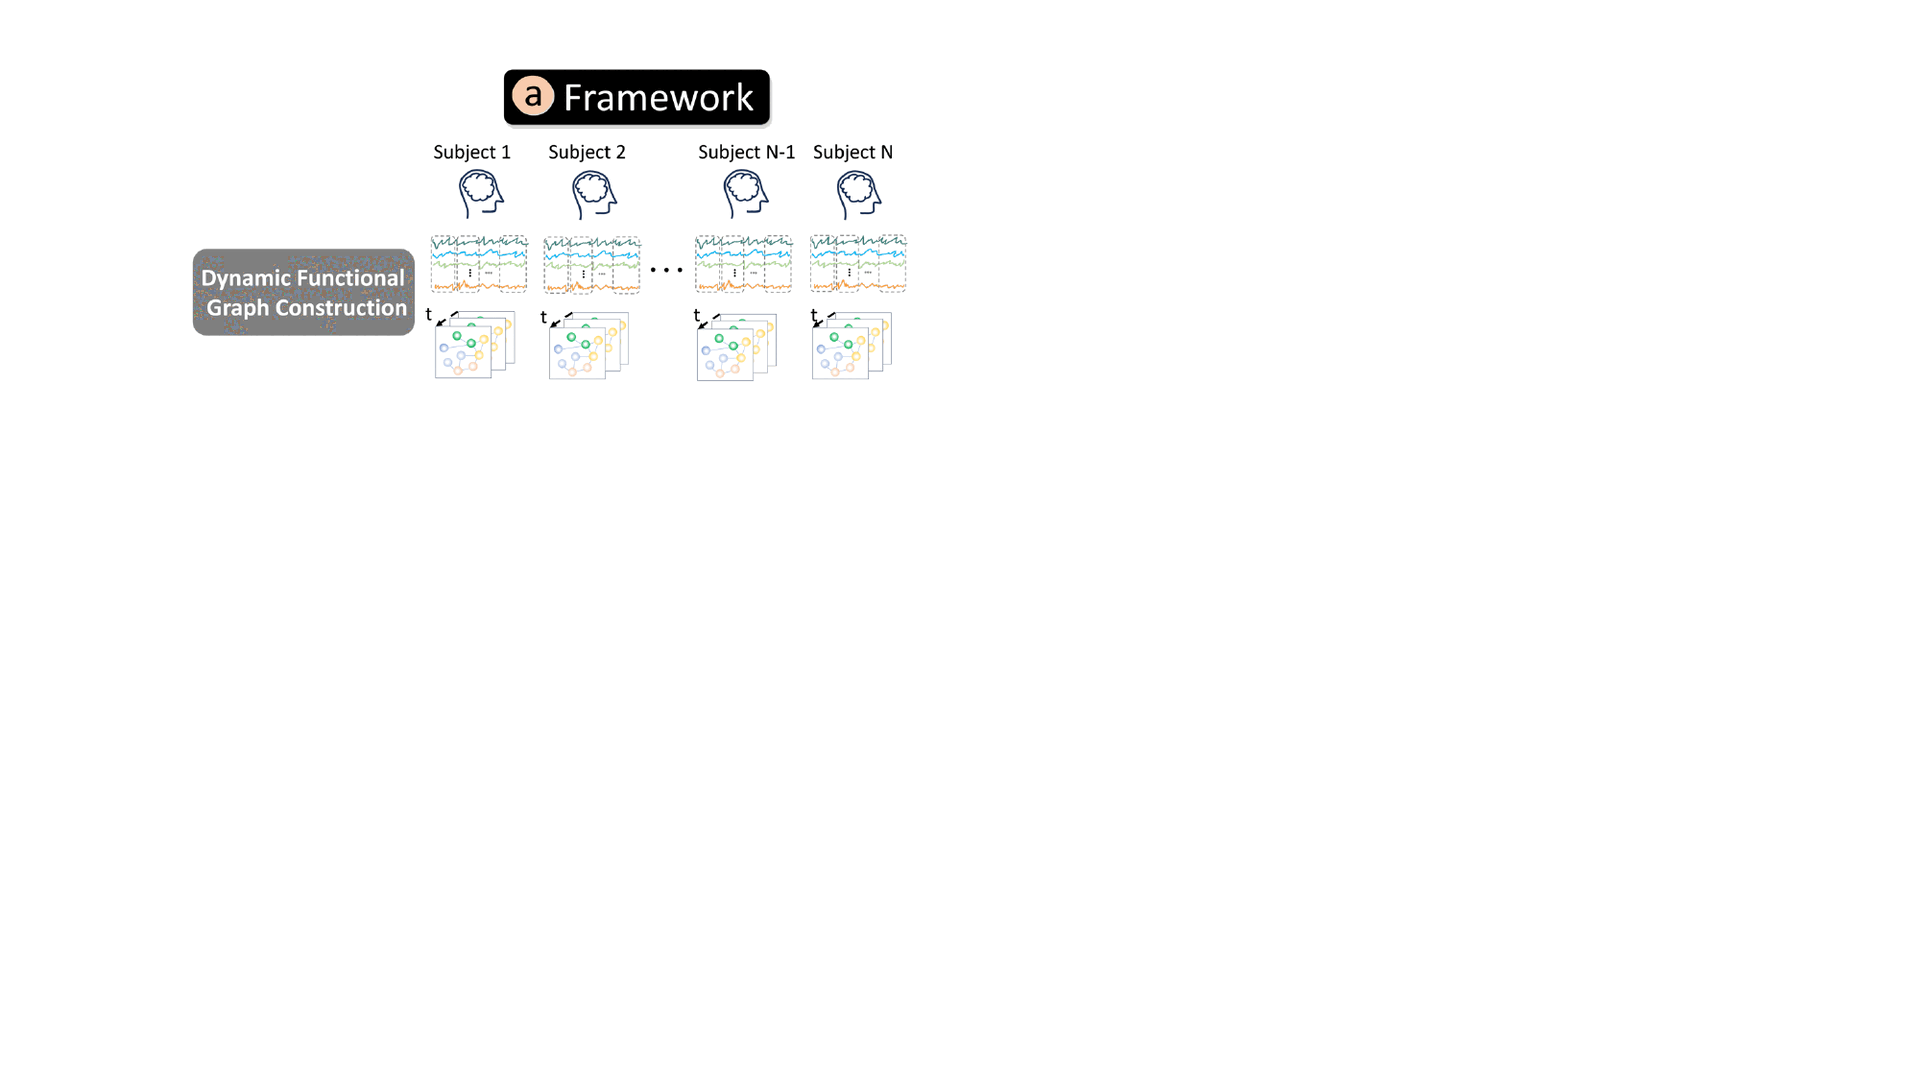 a Framework
Subject 1 Subject 2 Subject N-1 Subject N
...
Dynamic Functional
Graph Construction
t t t t